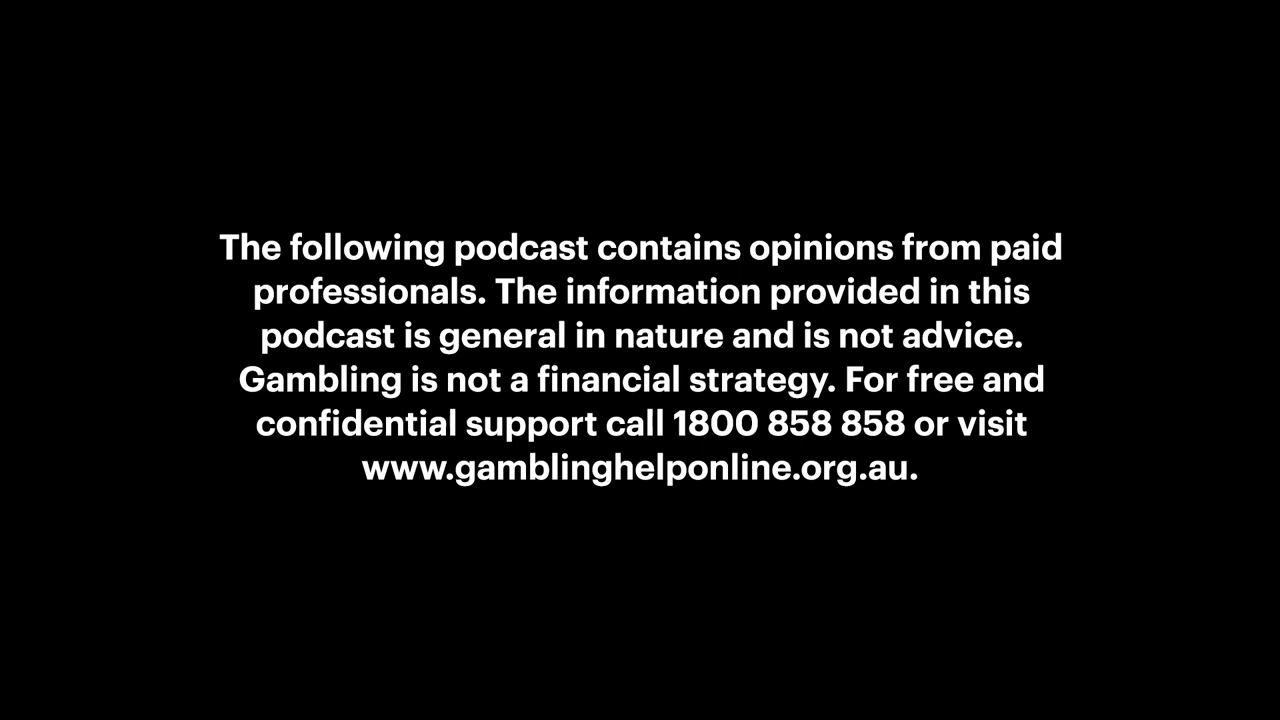 The following podcast contains opinions from paid
professionals. The information provided in this
podcast is general in nature and is not advice.
Gambling is not a financial strategy. For free and
confidential support call 1800 858 858 or visit
www.gamblinghelponline.org.au.